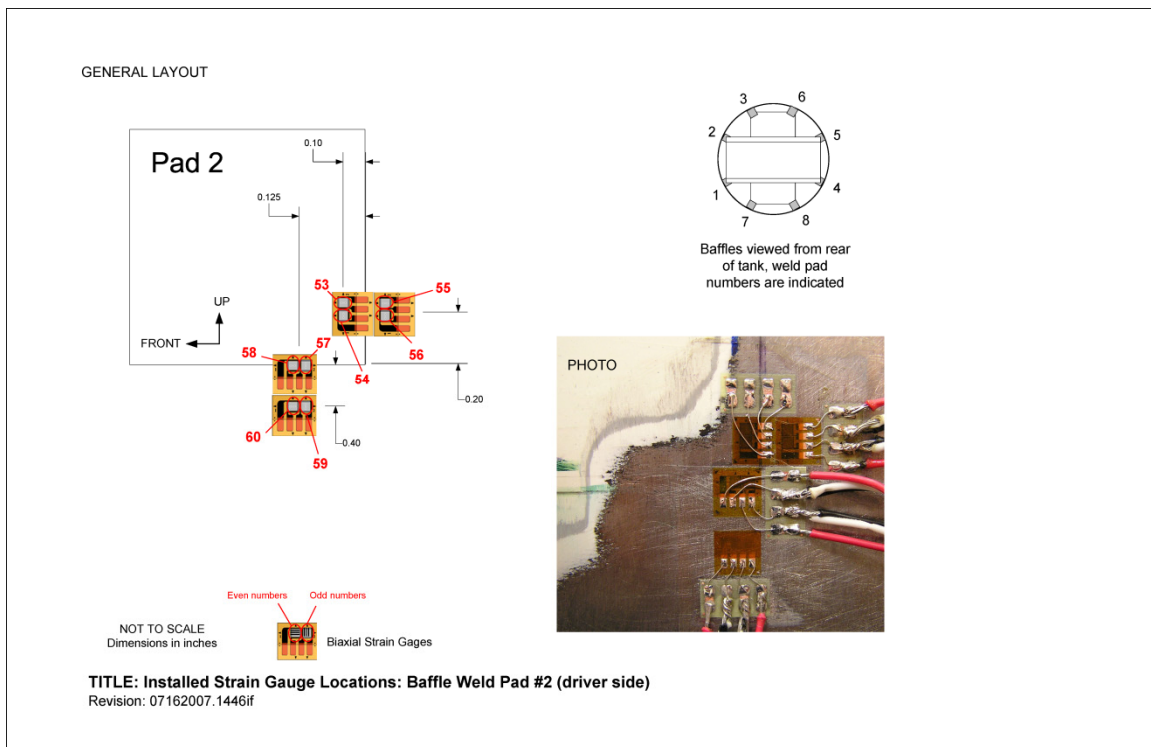 GENERAL LAYOUT
Pad 2
0.10
0.125
53
55
UP
FRONT
58
57
56
54
0.20
60
59
0.40
3
6
2
5
1
4
7
8
Baffles viewed from rear
of tank, weld pad
numbers are indicated
PHOTO
Even numbers
Odd numbers
NOT TO SCALE
Dimensions in inches
Biaxial Strain Gages
TITLE: Installed Strain Gauge Locations: Baffle Weld Pad #2 (driver side)
Revision: 07162007.1446if